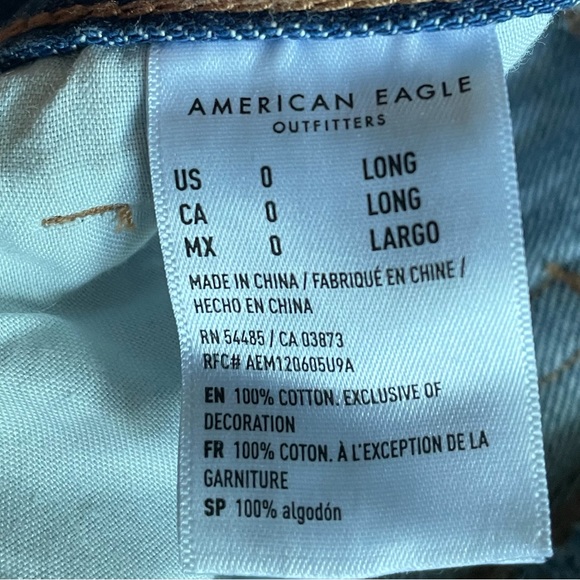 AMERICAN EAGLE
OUTFITTERS
US 0 LONG
CA 0 LONG
MX 0 LARGO
MADE IN CHINA / FABRIQUÉ EN CHINE /
HECHO EN CHINA
RN 54485 / CA 03873
RFC# AEM120605U9A
EN 100% COTTON. EXCLUSIVE OF
DECORATION
FR 100% COTON. À L'EXCEPTION DE LA
GARNITURE
SP 100% algodón